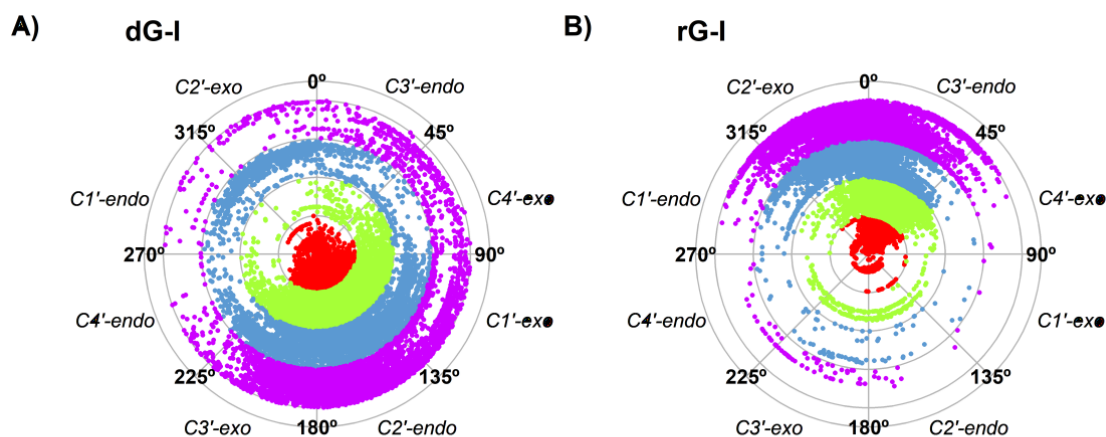 A) dG-I
C2'-exo 0º C3'-endo
315º 45º
C1'-endo C4'-exo
270º 90º
C4'-endo C1'-exo
225º 135º
C3'-exo 180º C2'-endo
B) rG-I
C2'-exo 0º C3'-endo
315º 45º
C1'-endo C4'-exo
270º 90º
C4'-endo C1'-exo
225º 135º
C3'-exo 180º C2'-endo